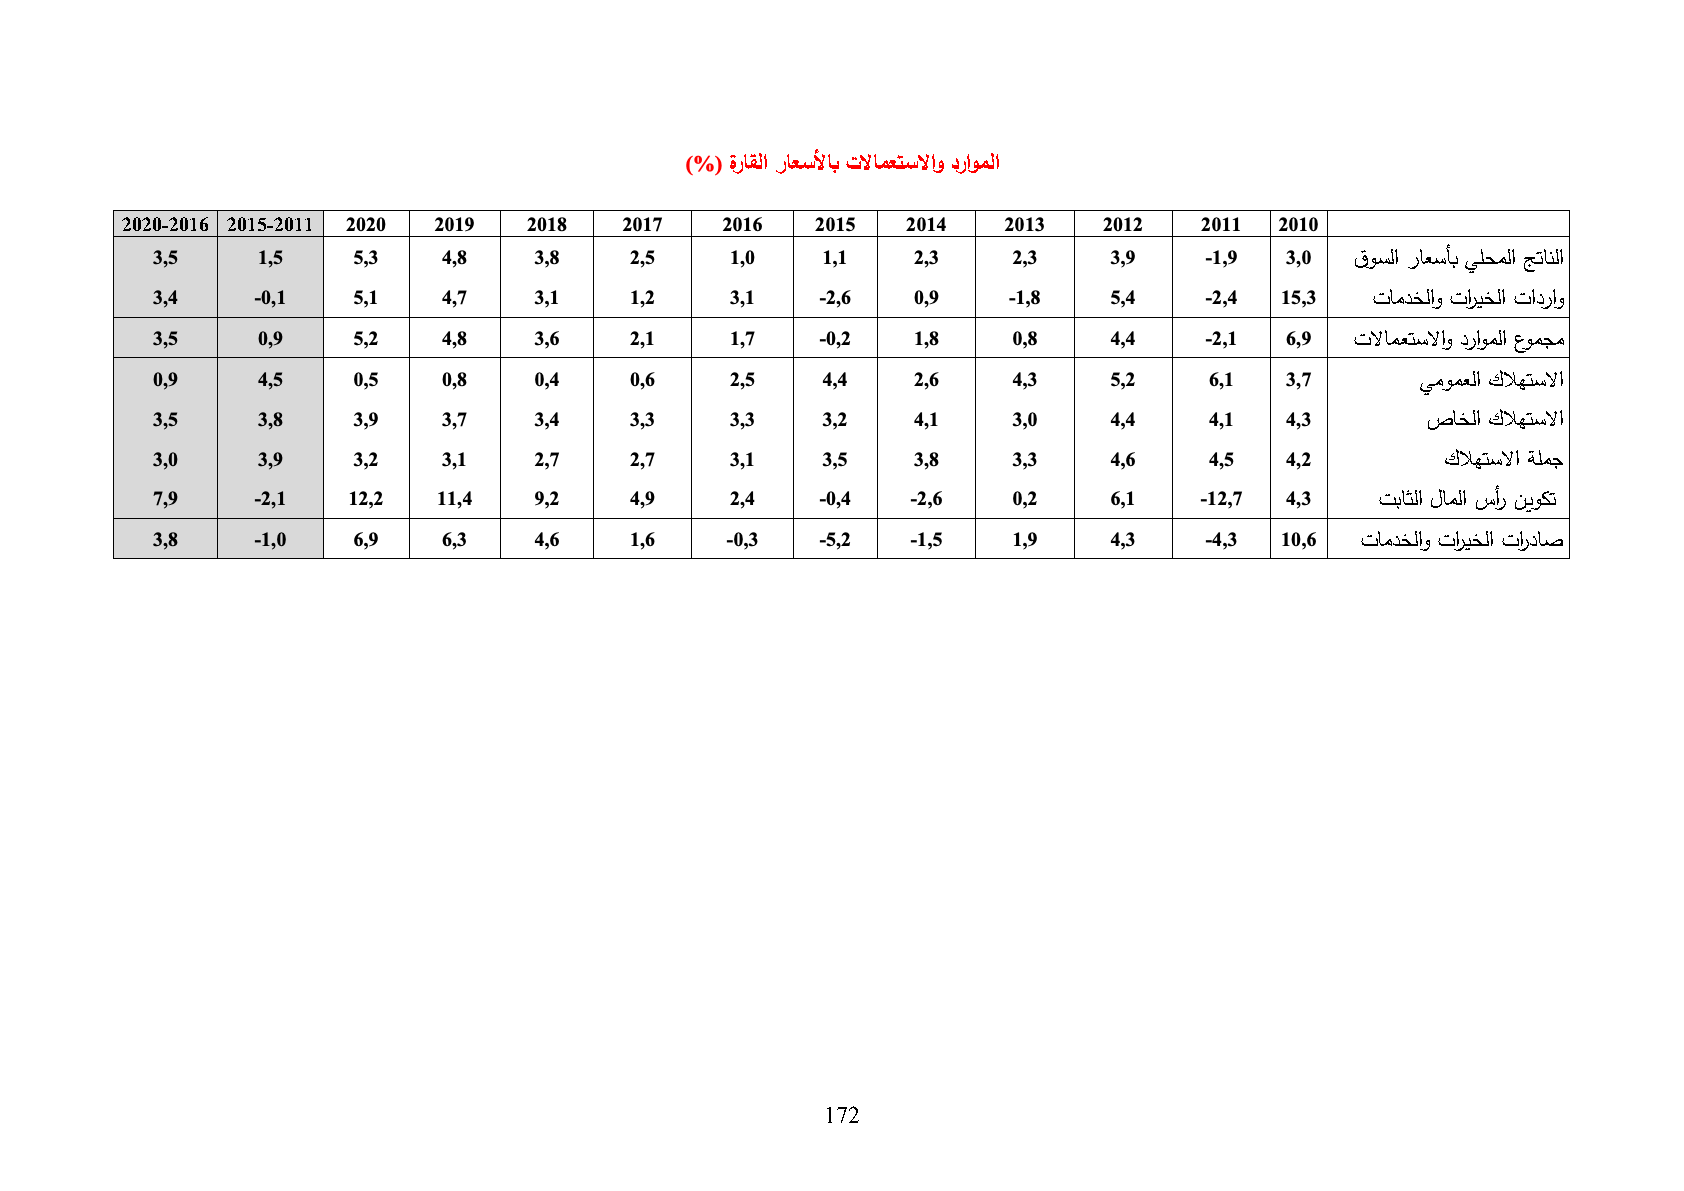 الموارد والاستعمالات بالأسعار القارة (%)
2010 2011 2012 2013 2014 2015 2016 2017 2018 2019 2020 2015-2011 2020-2016
الناتج المحلي بأسعار السوق 3,0 -1,9 3,9 2,3 2,3 1,1 1,0 2,5 3,8 4,8 5,3 1,5 3,5
واردات الخيرات والخدمات 15,3 -2,4 5,4 -1,8 0,9 -2,6 3,1 1,2 3,1 4,7 5,1 -0,1 3,4
مجموع الموارد والاستعمالات 6,9 -2,1 4,4 0,8 1,8 -0,2 1,7 2,1 3,6 4,8 5,2 0,9 3,5
الاستهلاك العمومي 3,7 6,1 5,2 4,3 2,6 4,4 2,5 0,6 0,4 0,8 0,5 4,5 0,9
الاستهلاك الخاص 4,3 4,1 4,4 3,0 4,1 3,2 3,3 3,3 3,4 3,7 3,9 3,8 3,5
جملة الاستهلاك 4,2 4,5 4,6 3,3 3,8 3,5 3,1 2,7 2,7 3,1 3,2 3,9 3,0
تكوين رأس المال الثابت 4,3 -12,7 6,1 0,2 -2,6 -0,4 2,4 4,9 9,2 11,4 12,2 -2,1 7,9
صادرات الخيرات والخدمات 10,6 -4,3 4,3 1,9 -1,5 -5,2 -0,3 1,6 4,6 6,3 6,9 -1,0 3,8
172